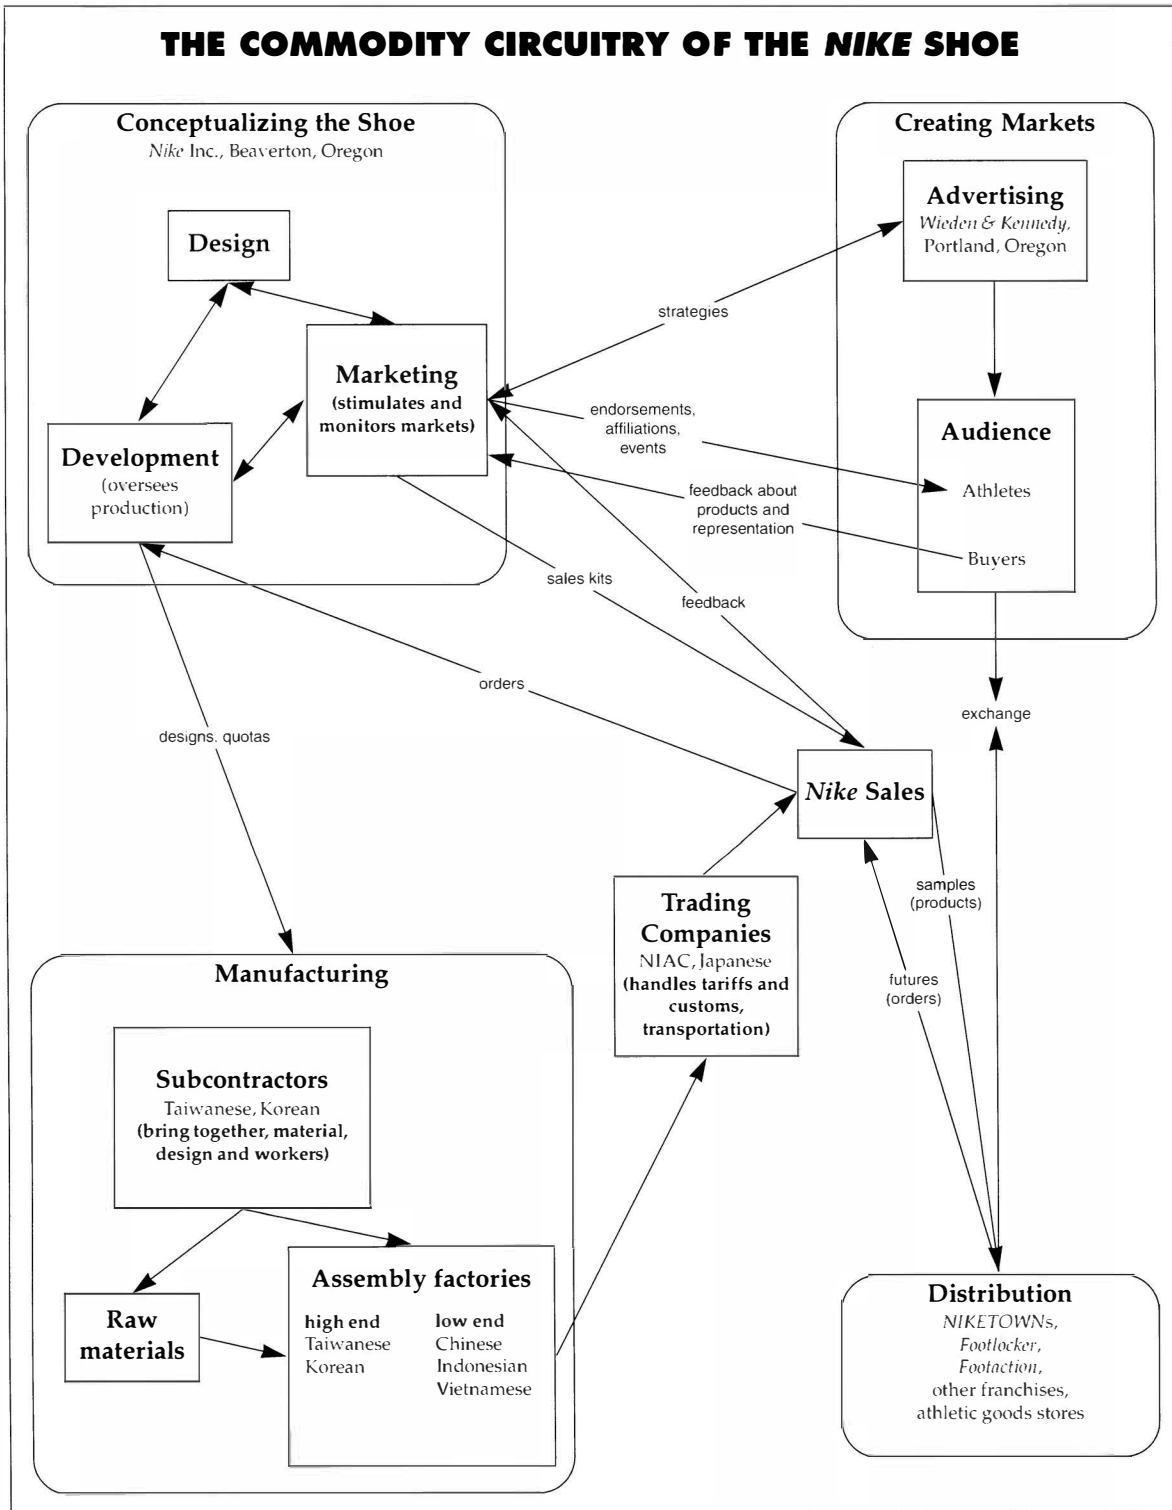 THE COMMODITY CIRCUITRY OF THE NIKE SHOE
Conceptualizing the Shoe
Nike Inc., Beaverton, Oregon
Design
Marketing
(stimulates and
monitors markets)
Development
(oversees
production)
Creating Markets
Advertising
Wieden & Kennedy,
Portland, Oregon
Audience
Athletes
Buyers
strategies
endorsements,
affiliations,
events
feedback about
products and
representation
sales kits
feedback
orders
designs. quotas
exchange
Nike Sales
samples
(products)
futures
(orders)
Trading
Companies
NIAC, Japanese
(handles tariffs and
customs,
transportation)
Manufacturing
Subcontractors
Taiwanese, Korean
(bring together, material,
design and workers)
Raw
materials
Assembly factories
high end
Taiwanese
Korean
low end
Chinese
Indonesian
Vietnamese
Distribution
NIKETOWNs,
Footlocker,
Footaction,
other franchises,
athletic goods stores